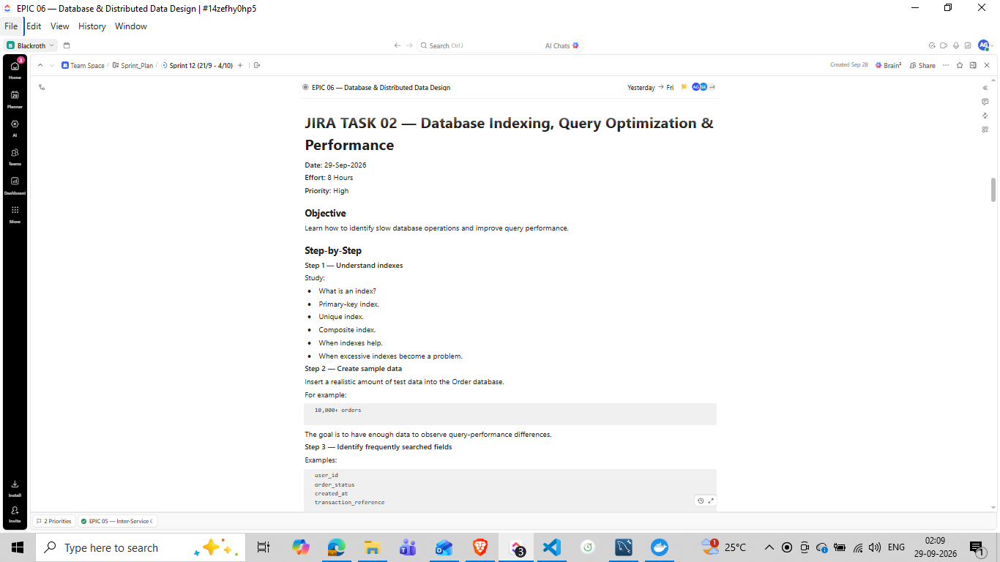 EPIC 06 — Database & Distributed Data Design | #14zefhy0hp5
File Edit View History Window
Blackroth
Search Ctrl J
AI Chats
Team Space / Sprint_Plan / Sprint 12 (21/9 - 4/10)
Created Sep 28
Brain²
Share
3
Home
29
Planner
AI
Teams
Dashboard
More
Install
Invite
EPIC 06 — Database & Distributed Data Design
Yesterday → Fri
AG SK +4
JIRA TASK 02 — Database Indexing, Query Optimization &
Performance
Date: 29-Sep-2026
Effort: 8 Hours
Priority: High
Objective
Learn how to identify slow database operations and improve query performance.
Step-by-Step
Step 1 — Understand indexes
Study:
• What is an index?
• Primary-key index.
• Unique index.
• Composite index.
• When indexes help.
• When excessive indexes become a problem.
Step 2 — Create sample data
Insert a realistic amount of test data into the Order database.
For example:
10,000+ orders
The goal is to have enough data to observe query-performance differences.
Step 3 — Identify frequently searched fields
Examples:
user_id
order_status
created_at
transaction_reference
2 Priorities
EPIC 05 — Inter-Service C
Type here to search
3
1
25°C
ENG
02:09
29-09-2026
1